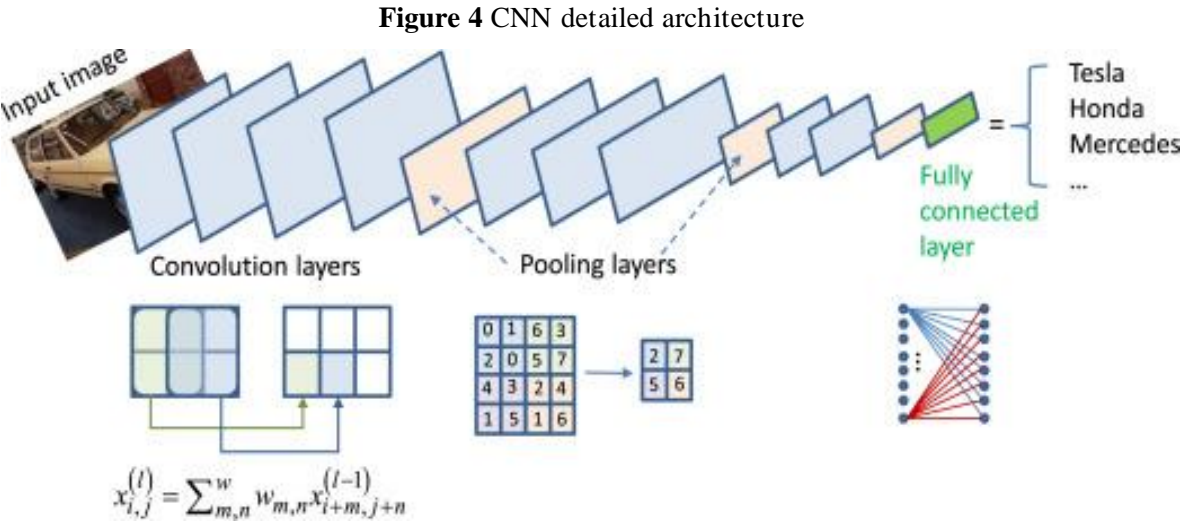 Figure 4 CNN detailed architecture
Input image
Tesla
Honda
=
Mercedes
...
Fully
connected
layer
Convolution layers
Pooling layers
0 1 6 3
2 0 5 7
4 3 2 4
1 5 1 6
2 7
5 6
...
x_{i,j}^{(l)} = ∑_{m,n}^{w} w_{m,n} x_{i+m,j+n}^{(l-1)}